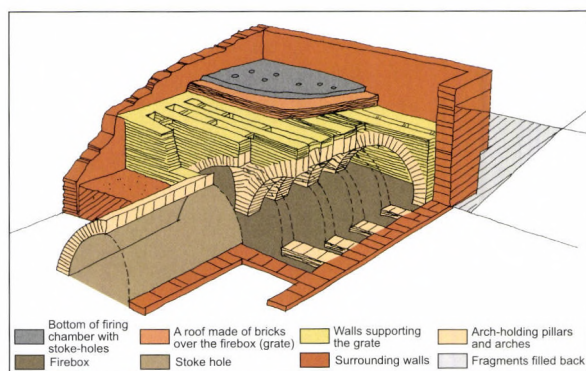 Bottom of firing
chamber with
stoke-holes
A roof made of bricks
over the firebox (grate)
Walls supporting
the grate
Arch-holding pillars
and arches
Firebox
Stoke hole
Surrounding walls
Fragments filled back